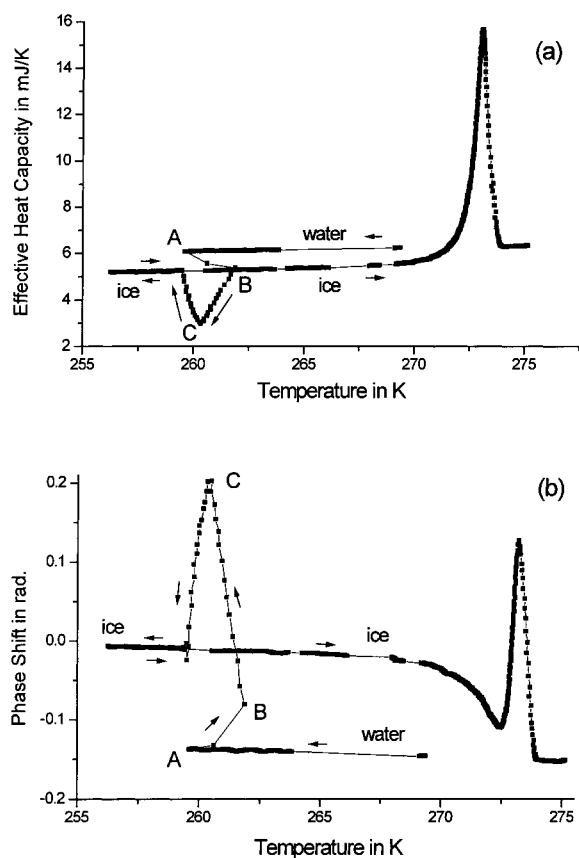 (a)
Effective Heat Capacity in mJ/K
16
14
12
10
8
6
4
2
A
water
ice
B
ice
C
255
260
265
270
275
Temperature in K
(b)
Phase Shift in rad.
0.2
0.1
0.0
-0.1
-0.2
C
ice
ice
B
water
A
255
260
265
270
275
Temperature in K